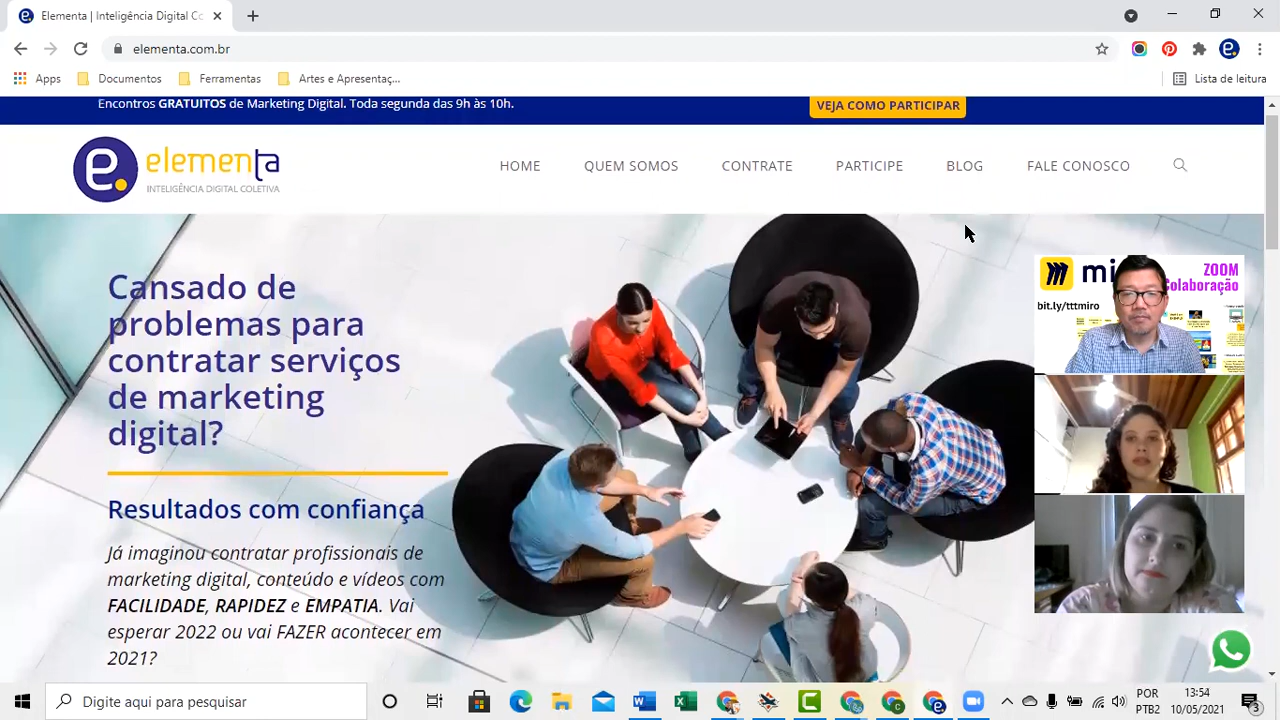 Elementa | Inteligência Digital Co
elementa.com.br
Apps
Documentos
Ferramentas
Artes e Apresentaç...
Lista de leitura
Encontros GRATUITOS de Marketing Digital. Toda segunda das 9h às 10h.
VEJA COMO PARTICIPAR
e.
elementa
INTELIGÊNCIA DIGITAL COLETIVA
HOME
QUEM SOMOS
CONTRATE
PARTICIPE
BLOG
FALE CONOSCO
Cansado de
problemas para
contratar serviços
de marketing
digital?
Resultados com confiança
Já imaginou contratar profissionais de
marketing digital, conteúdo e vídeos com
FACILIDADE, RAPIDEZ e EMPATIA. Vai
esperar 2022 ou vai FAZER acontecer em
2021?
ZOOM
Colaboração
bit.ly/tttmiro
Digite aqui para pesquisar
POR
PTB2
13:54
10/05/2021
3